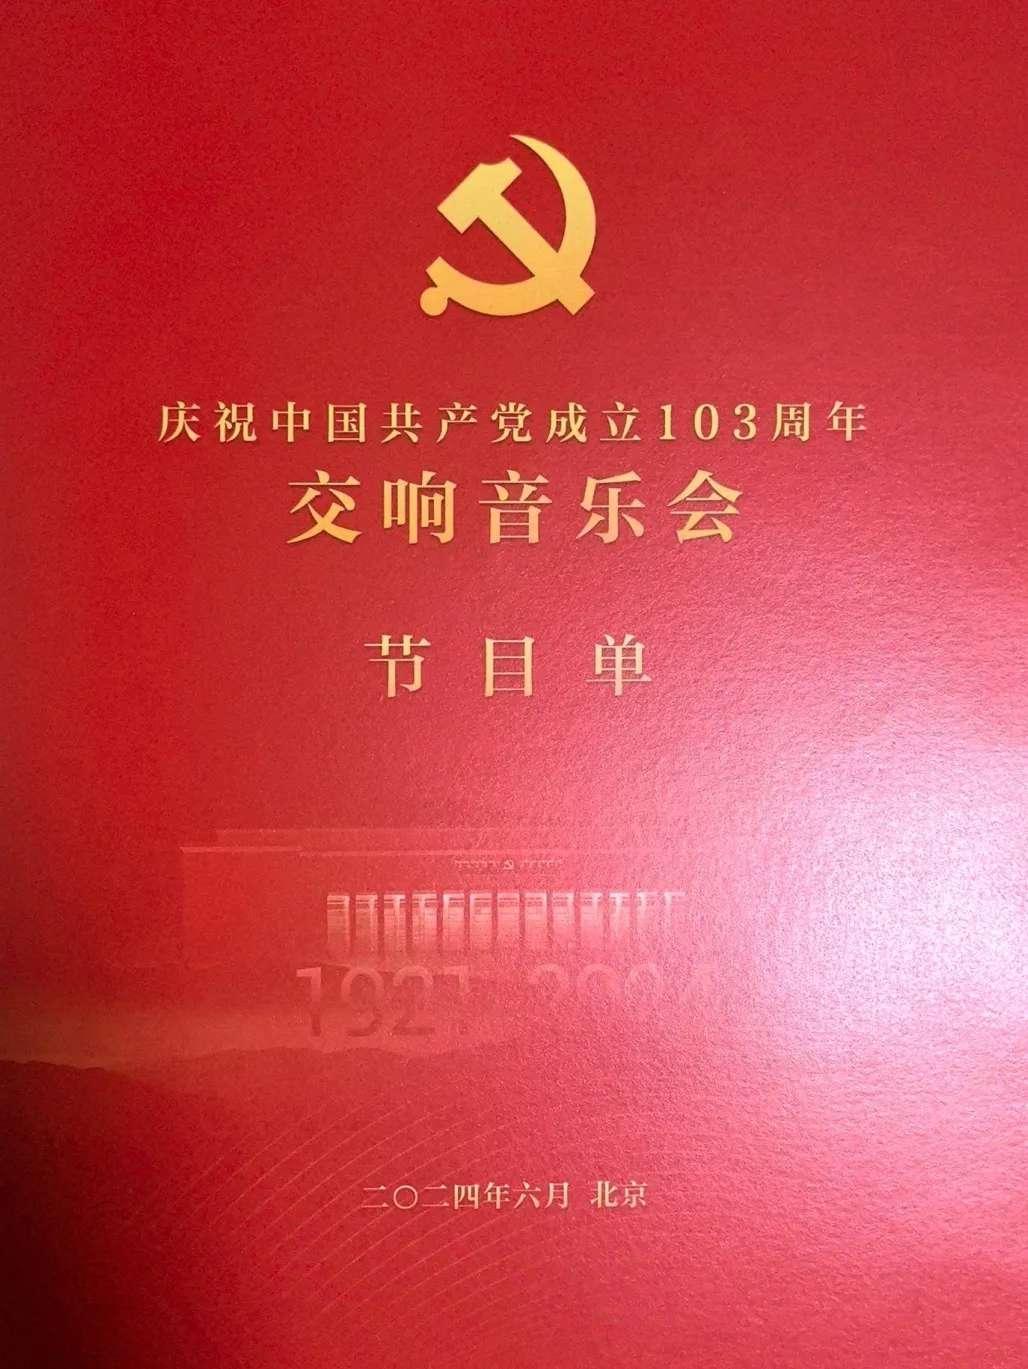 庆祝中国共产党成立103周年
交响音乐会
节目单
1921
二〇二四年六月 北京